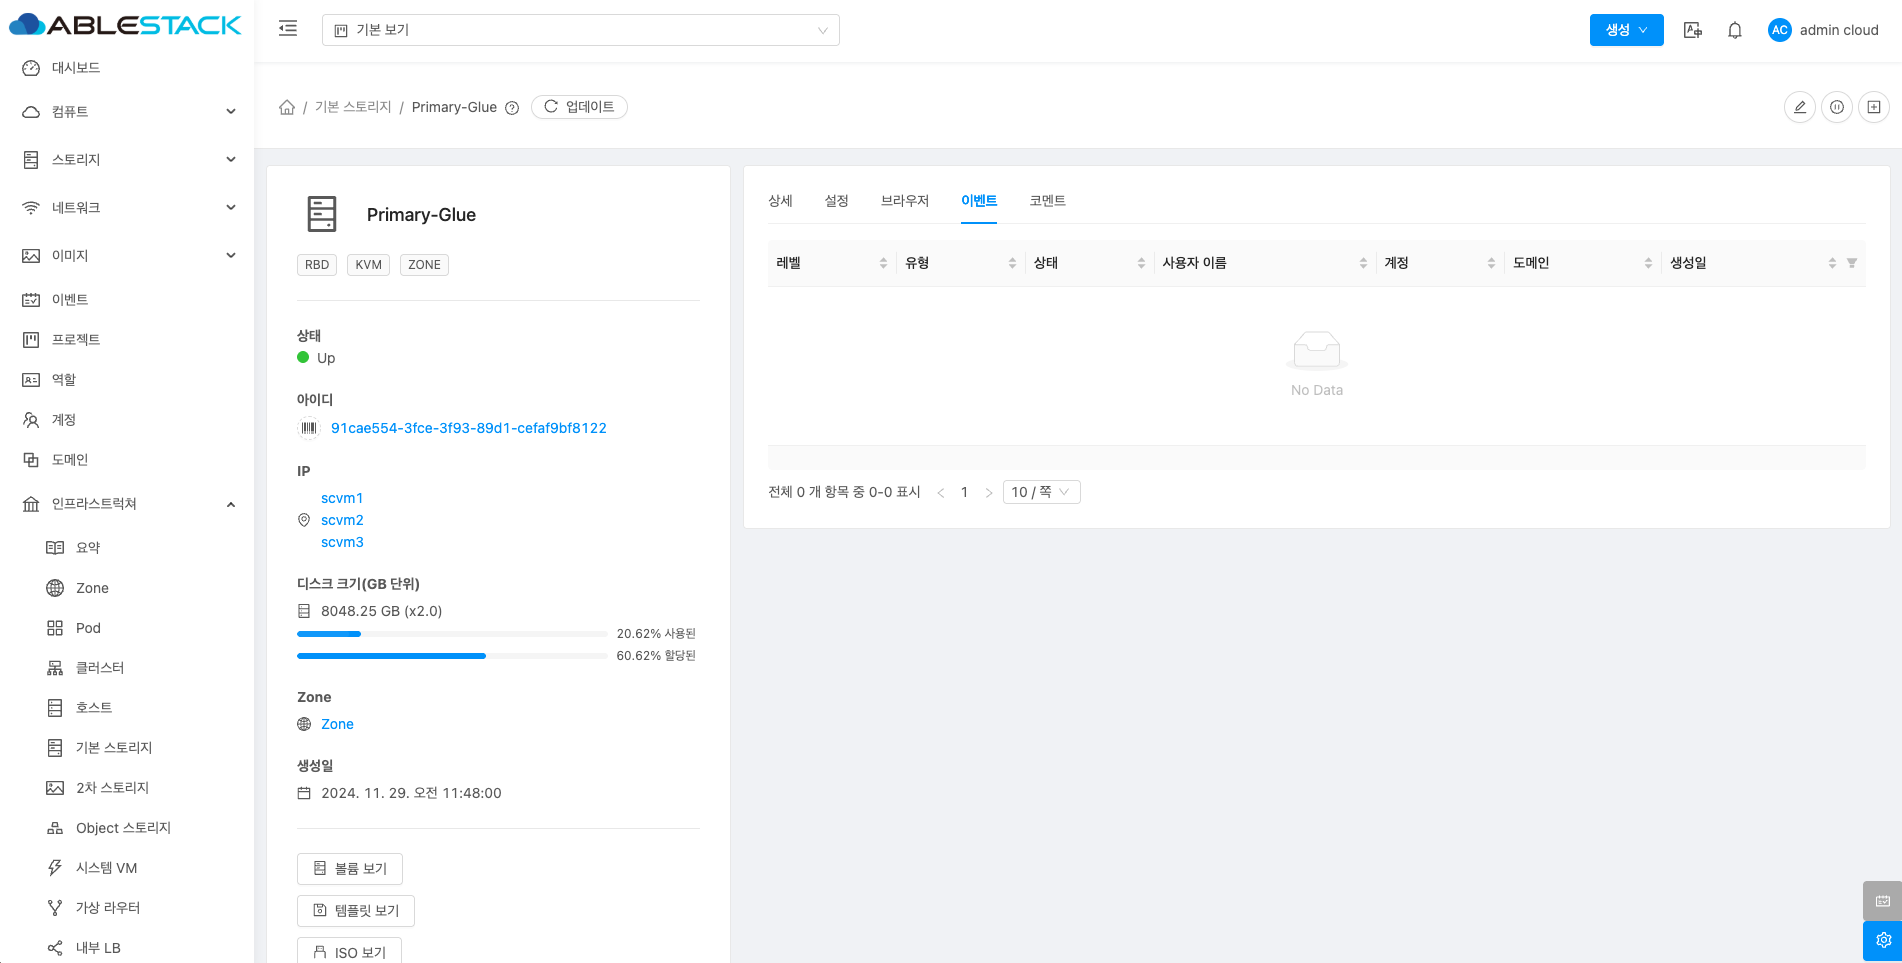 ABLESTACK
기본 보기
생성
AC
admin cloud
대시보드
컴퓨트
스토리지
네트워크
이미지
이벤트
프로젝트
역할
계정
도메인
인프라스트럭쳐
요약
Zone
Pod
클러스터
호스트
기본 스토리지
2차 스토리지
Object 스토리지
시스템 VM
가상 라우터
내부 LB
/ 기본 스토리지 / Primary-Glue
업데이트
Primary-Glue
RBD KVM ZONE
상태
Up
아이디
91cae554-3fce-3f93-89d1-cefaf9bf8122
IP
scvm1
scvm2
scvm3
디스크 크기(GB 단위)
8048.25 GB (x2.0)
20.62% 사용된
60.62% 할당된
Zone
Zone
생성일
2024. 11. 29. 오전 11:48:00
볼륨 보기
템플릿 보기
ISO 보기
상세 설정 브라우저 이벤트 코멘트
레벨 유형 상태 사용자 이름 계정 도메인 생성일
No Data
전체 0 개 항목 중 0-0 표시 < 1 > 10 / 쪽